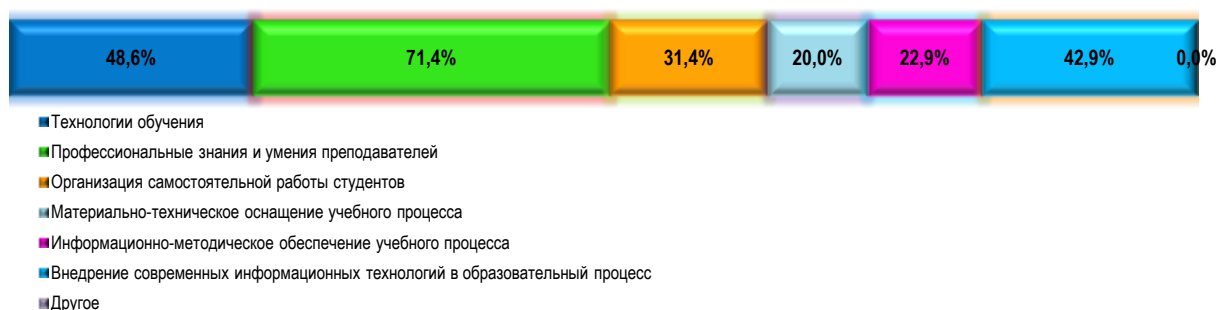 48,6% 71,4% 31,4% 20,0% 22,9% 42,9% 0,0%
Технологии обучения
Профессиональные знания и умения преподавателей
Организация самостоятельной работы студентов
Материально-техническое оснащение учебного процесса
Информационно-методическое обеспечение учебного процесса
Внедрение современных информационных технологий в образовательный процесс
Другое